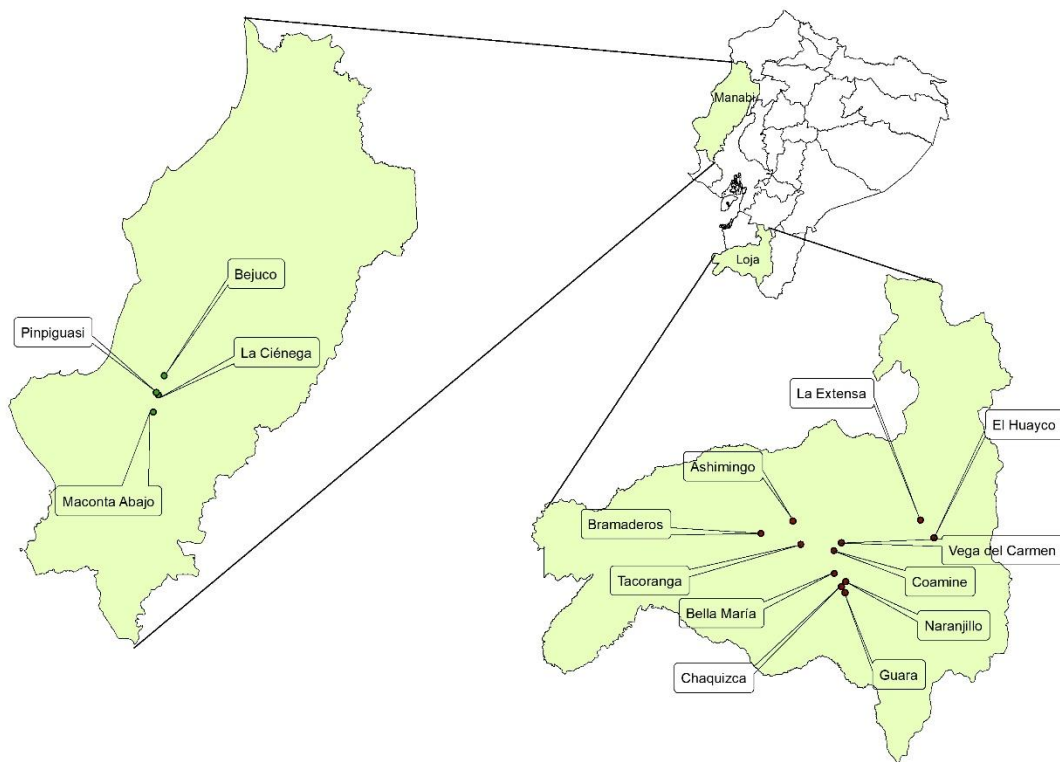 Manabi
Loja
Bejuco
Pinpiguasi
La Ciénega
Maconta Abajo
La Extensa
El Huayco
Ashimingo
Bramaderos
Vega del Carmen
Tacoranga
Coamine
Bella María
Naranjillo
Chaquizca
Guara